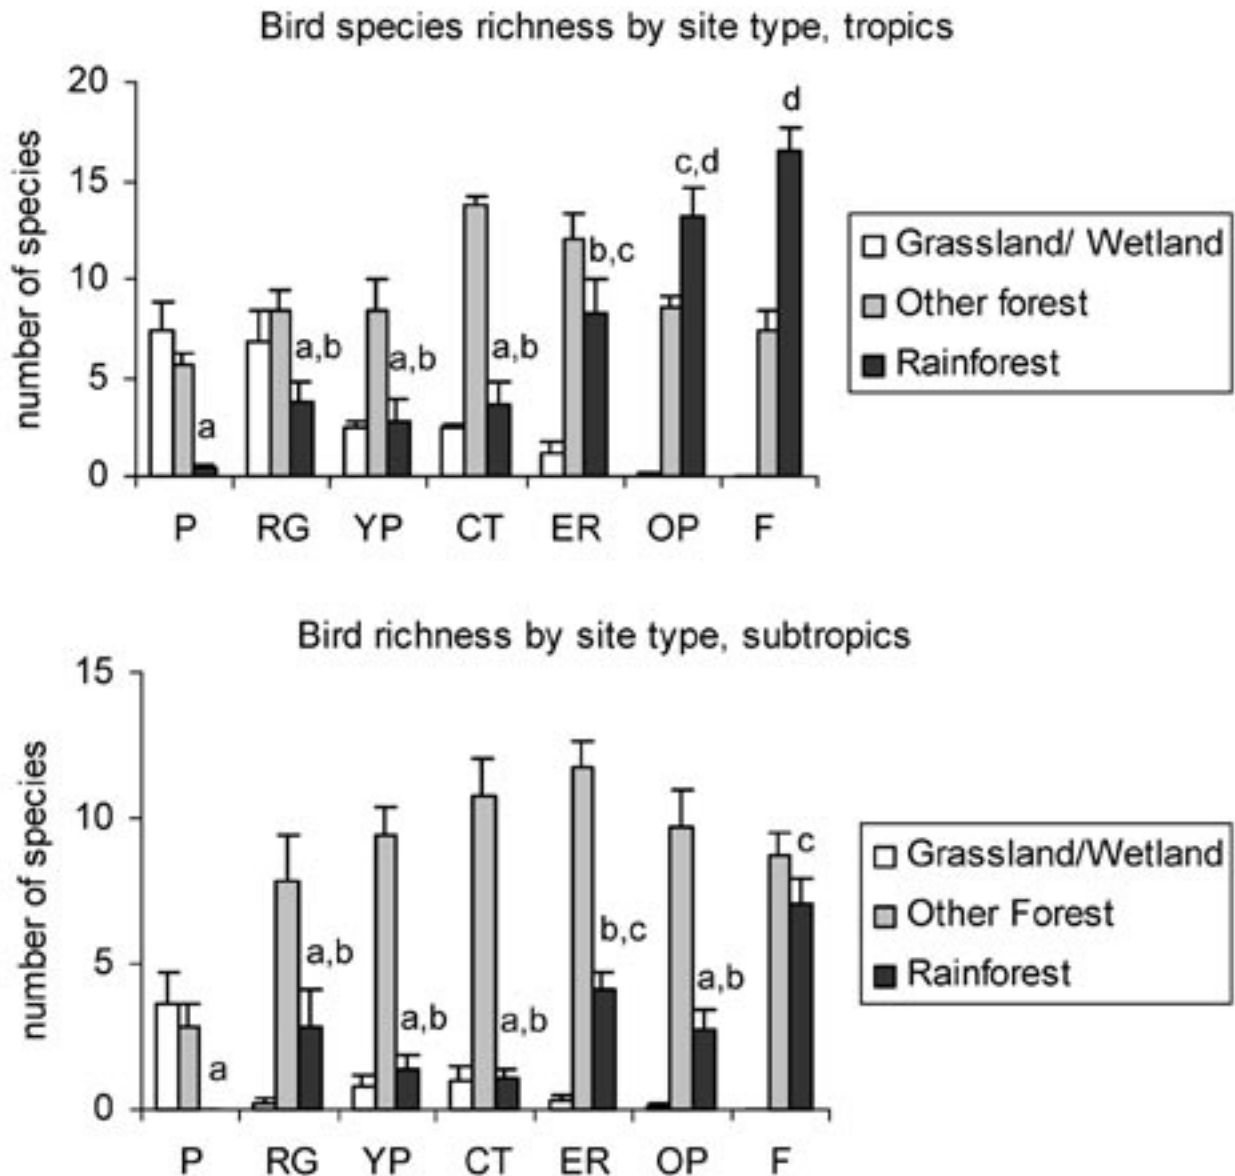 Bird species richness by site type, tropics
number of species
20
15
10
5
0
a
a,b
a,b
a,b
b,c
c,d
d
P RG YP CT ER OP F
Grassland/ Wetland
Other forest
Rainforest
Bird richness by site type, subtropics
number of species
15
10
5
0
a
a,b
a,b
a,b
b,c
a,b
c
P RG YP CT ER OP F
Grassland/Wetland
Other Forest
Rainforest